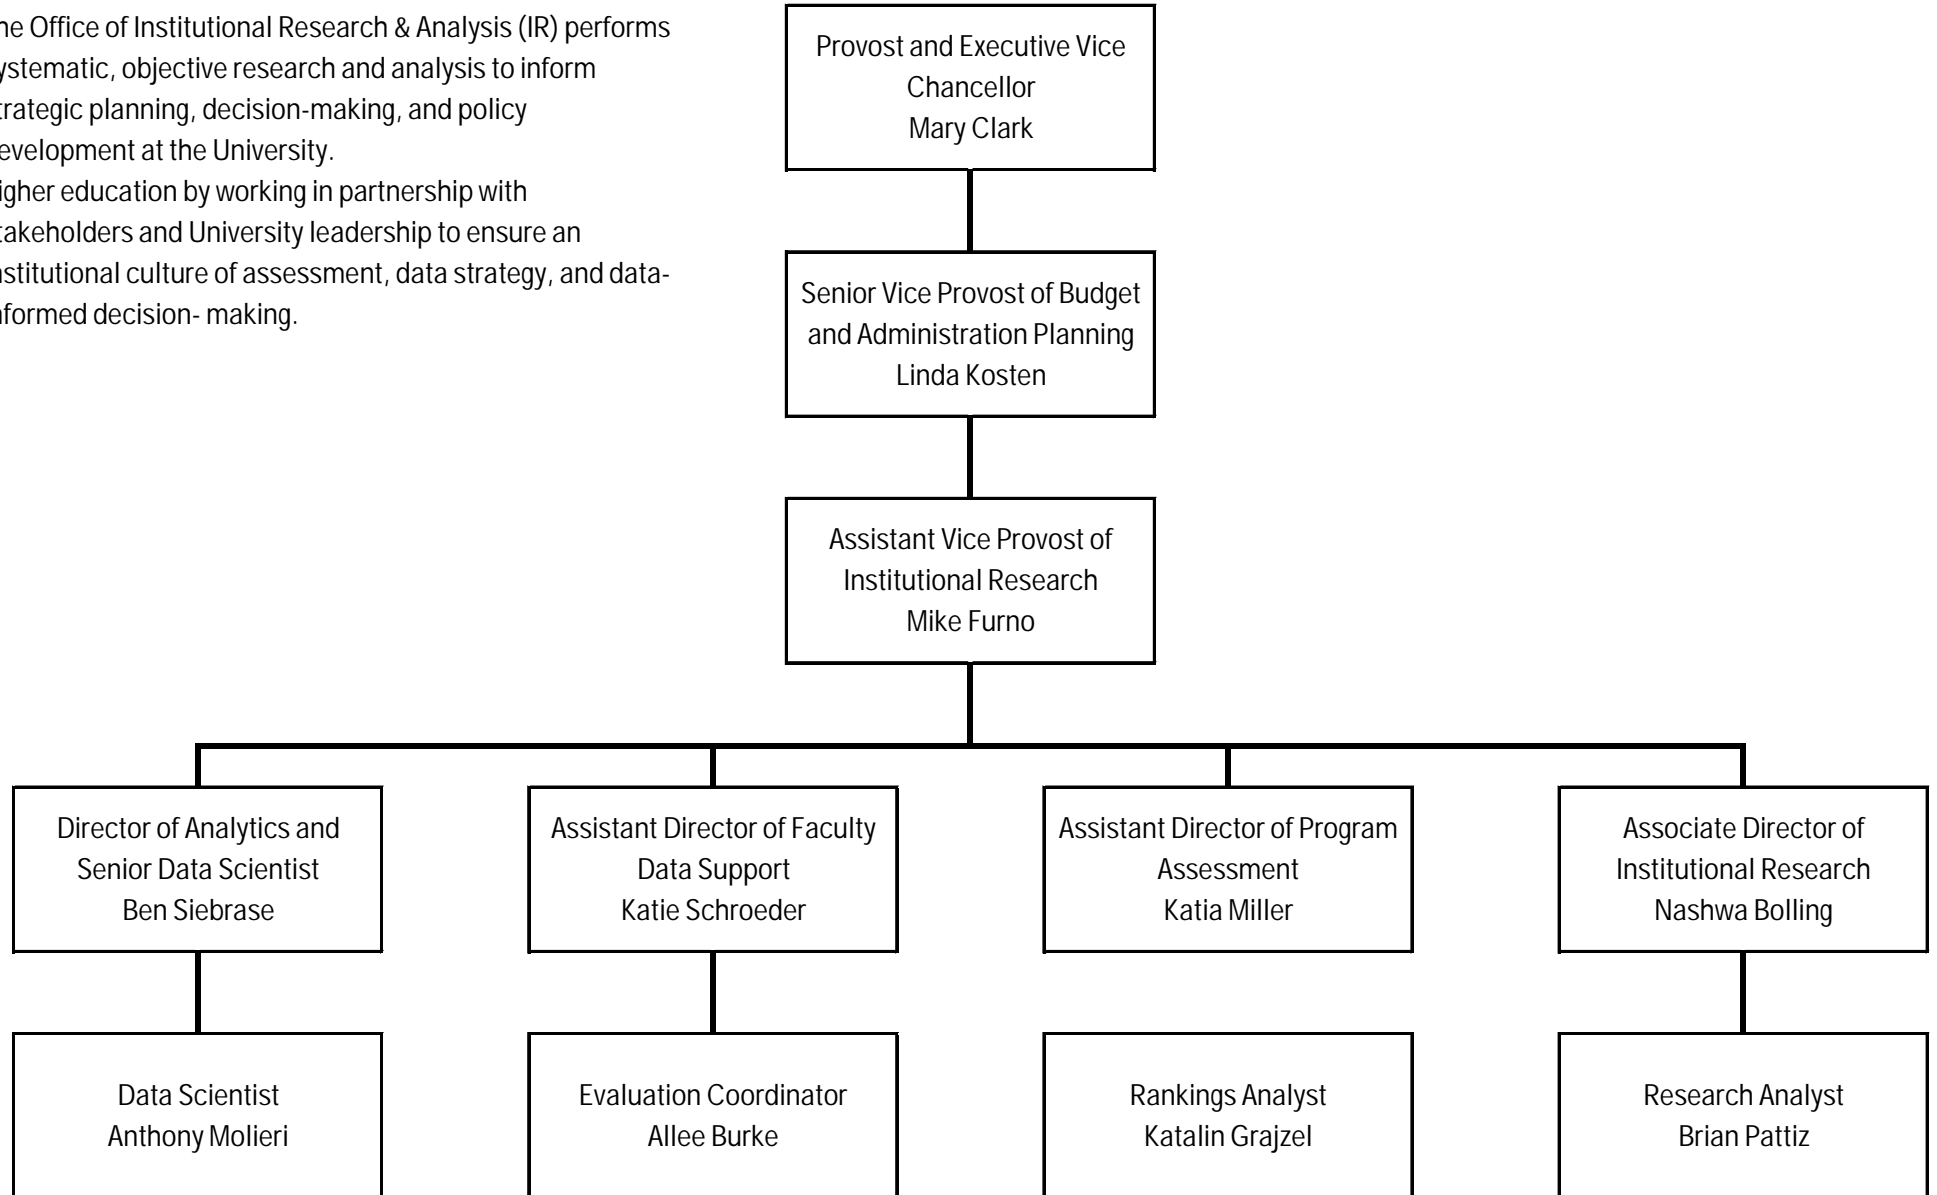 he Office of Institutional Research & Analysis (IR) performs
ystematic, objective research and analysis to inform
trategic planning, decision-making, and policy
evelopment at the University.
igher education by working in partnership with
takeholders and University leadership to ensure an
nstitutional culture of assessment, data strategy, and data-
nformed decision- making.
Provost and Executive Vice
Chancellor
Mary Clark
Senior Vice Provost of Budget
and Administration Planning
Linda Kosten
Assistant Vice Provost of
Institutional Research
Mike Furno
Director of Analytics and
Senior Data Scientist
Ben Siebrase
Assistant Director of Faculty
Data Support
Katie Schroeder
Assistant Director of Program
Assessment
Katia Miller
Associate Director of
Institutional Research
Nashwa Bolling
Data Scientist
Anthony Molieri
Evaluation Coordinator
Allee Burke
Rankings Analyst
Katalin Grajzel
Research Analyst
Brian Pattiz